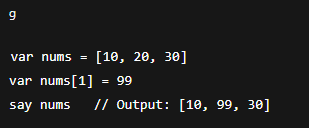 g
var nums = [10, 20, 30]
var nums[1] = 99
say nums   // Output: [10, 99, 30]